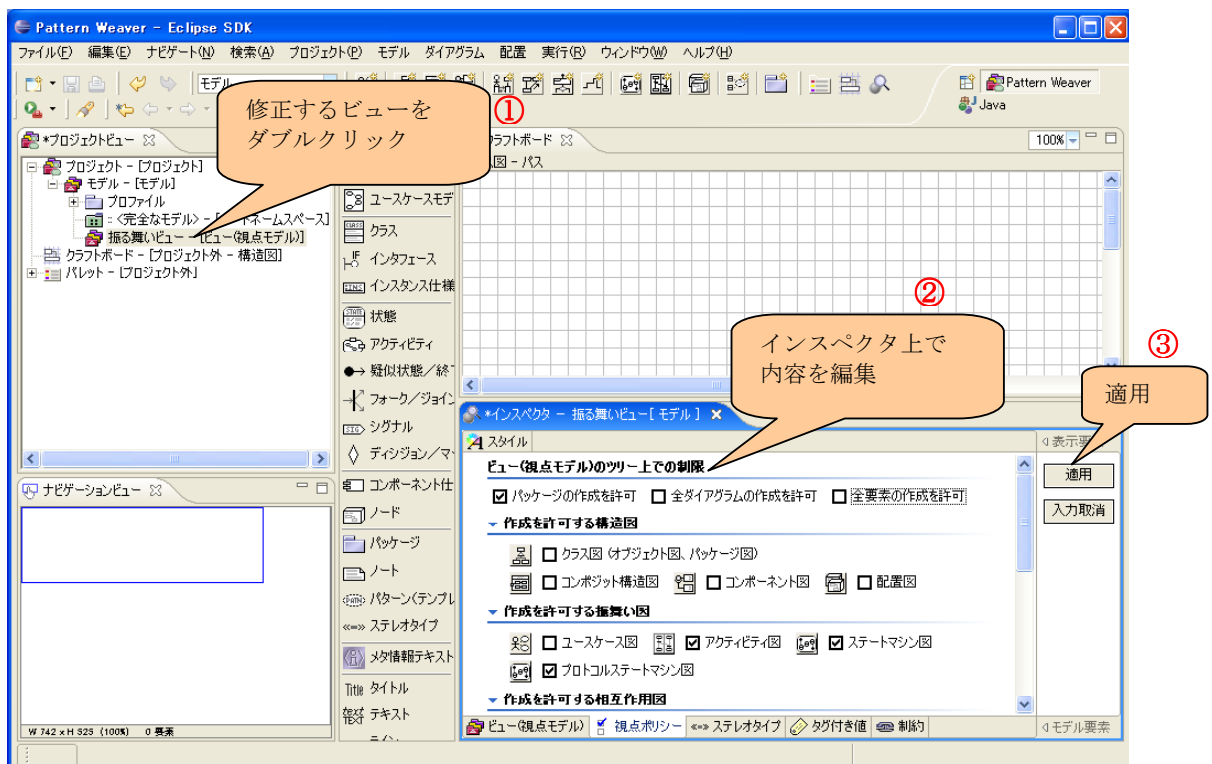 Pattern Weaver - Eclipse SDK
ファイル(F) 編集(E) ナビゲート(N) 検索(A) プロジェクト(P) モデル ダイアグラム 配置 実行(R) ウィンドウ(W) ヘルプ(H)
Pattern Weaver
Java
修正するビューを
ダブルクリック
①
*プロジェクトビュー
プロジェクト - [プロジェクト]
モデル - [モデル]
プロファイル
: <完全なモデル> -
ネームスペース]
振る舞いビュー - [ビュー(視点モデル)]
クラフトボード - [プロジェクト外 - 構造図]
パレット - [プロジェクト外]
ナビゲーションビュー
W 742 x H 525 (100%) 0 要素
ユースケースモデ
クラス
インタフェース
インスタンス仕様
状態
アクティビティ
疑似状態/終
フォーク/ジョイン
シグナル
ディシジョン/マ
コンポーネント仕
ノード
パッケージ
ノート
パターン(テンプレ
ステレオタイプ
メタ情報テキスト
Title タイトル
テキスト
クラフトボード
図 - パス
100%
②
インスペクタ上で
内容を編集
③
適用
*インスペクタ - 振る舞いビュー[ モデル ]
スタイル
ビュー(視点モデル)のツリー上での制限
パッケージの作成を許可 全ダイアグラムの作成を許可 全要素の作成を許可
作成を許可する構造図
クラス図 (オブジェクト図、パッケージ図)
コンポジット構造図 コンポーネント図 配置図
作成を許可する振舞い図
ユースケース図 アクティビティ図 ステートマシン図
プロトコルステートマシン図
作成を許可する相互作用図
ビュー(視点モデル) 視点ポリシー ステレオタイプ タグ付き値 制約
表示要
適用
入力取消
モデル要素